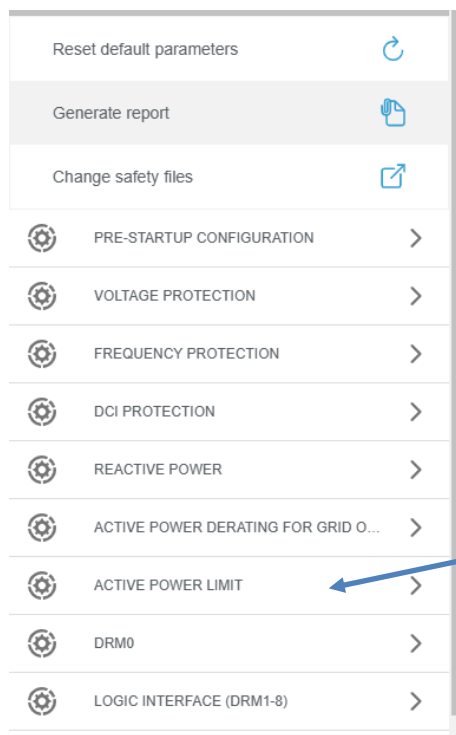 Reset default parameters
Generate report
Change safety files
PRE-STARTUP CONFIGURATION
VOLTAGE PROTECTION
FREQUENCY PROTECTION
DCI PROTECTION
REACTIVE POWER
ACTIVE POWER DERATING FOR GRID O...
ACTIVE POWER LIMIT
DRM0
LOGIC INTERFACE (DRM1-8)